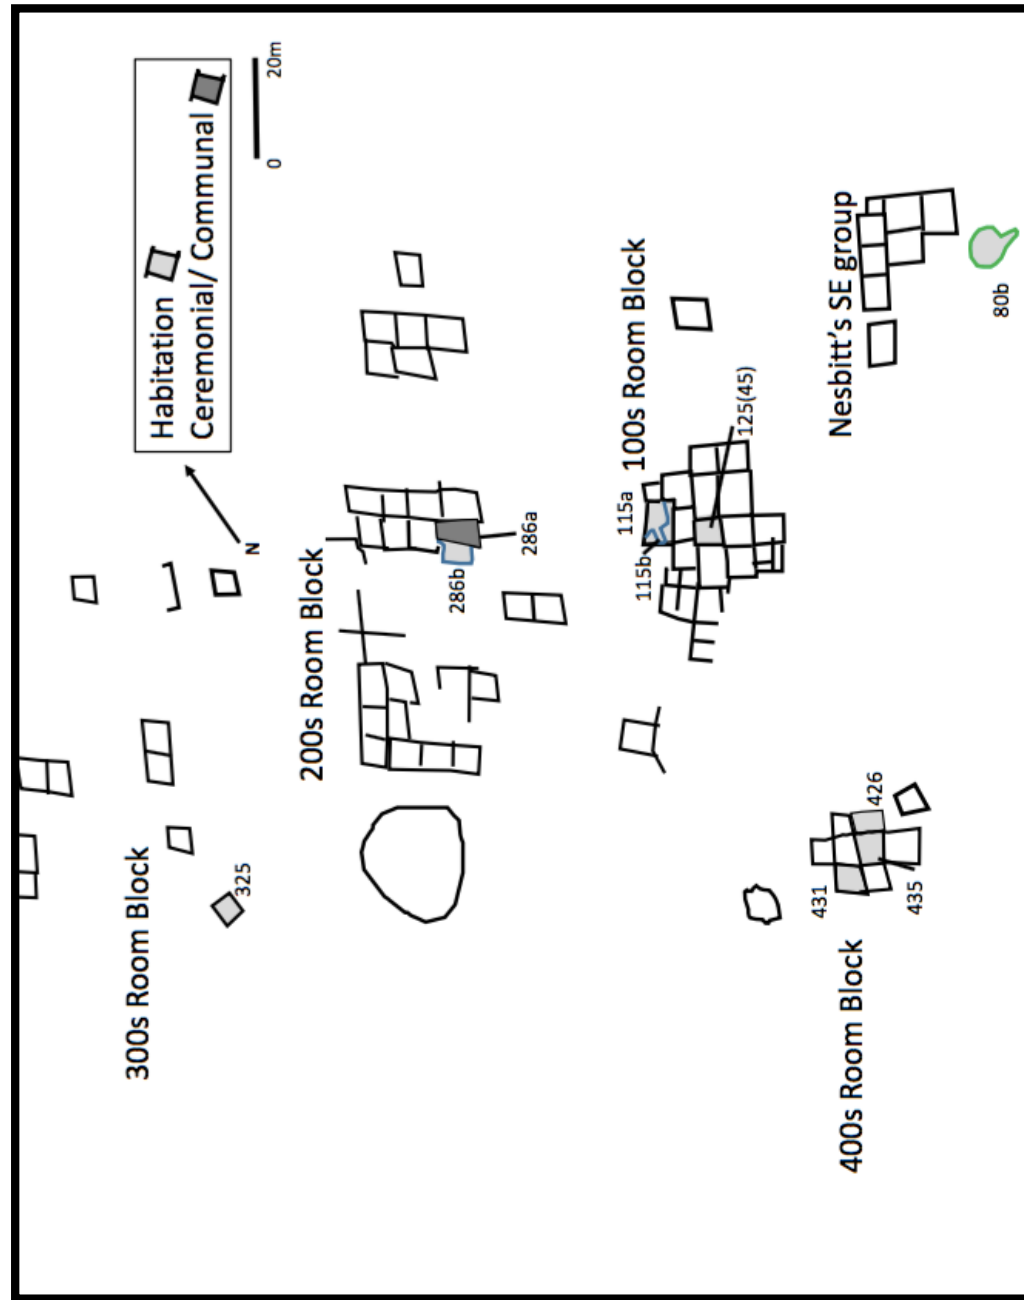 Habitation
Ceremonial/ Communal
0
20m
N
300s Room Block
325
200s Room Block
286b
286a
100s Room Block
115a
115b
125(45)
Nesbitt's SE group
80b
400s Room Block
431
426
435